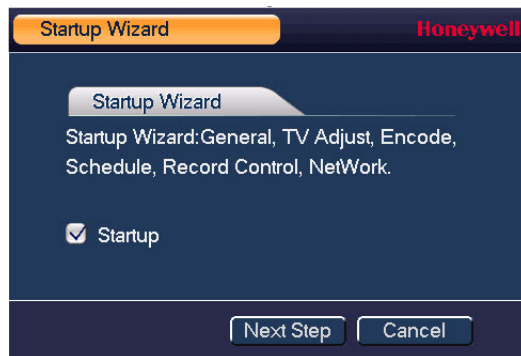 Startup Wizard
Honeywell
Startup Wizard
Startup Wizard:General, TV Adjust, Encode,
Schedule, Record Control, NetWork.
Startup
Next Step
Cancel